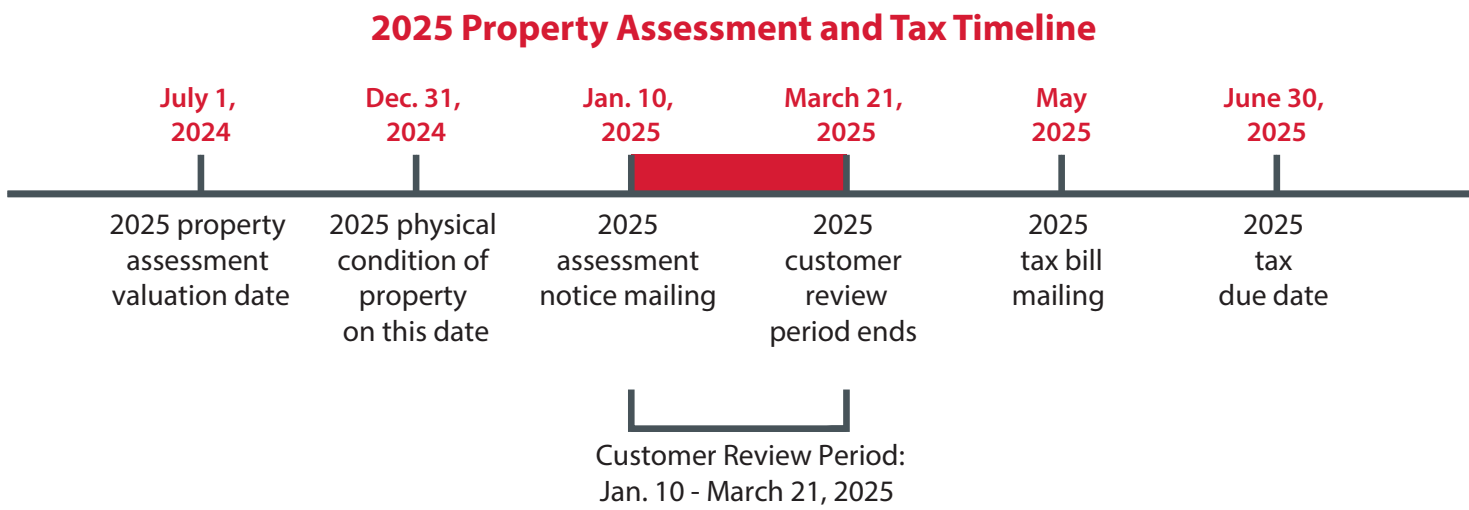 2025 Property Assessment and Tax Timeline
July 1,
2024
Dec. 31,
2024
Jan. 10,
2025
March 21,
2025
May
2025
June 30,
2025
2025 property
assessment
valuation date
2025 physical
condition of
property
on this date
2025
assessment
notice mailing
2025
customer
review
period ends
2025
tax bill
mailing
2025
tax
due date
Customer Review Period:
Jan. 10 - March 21, 2025